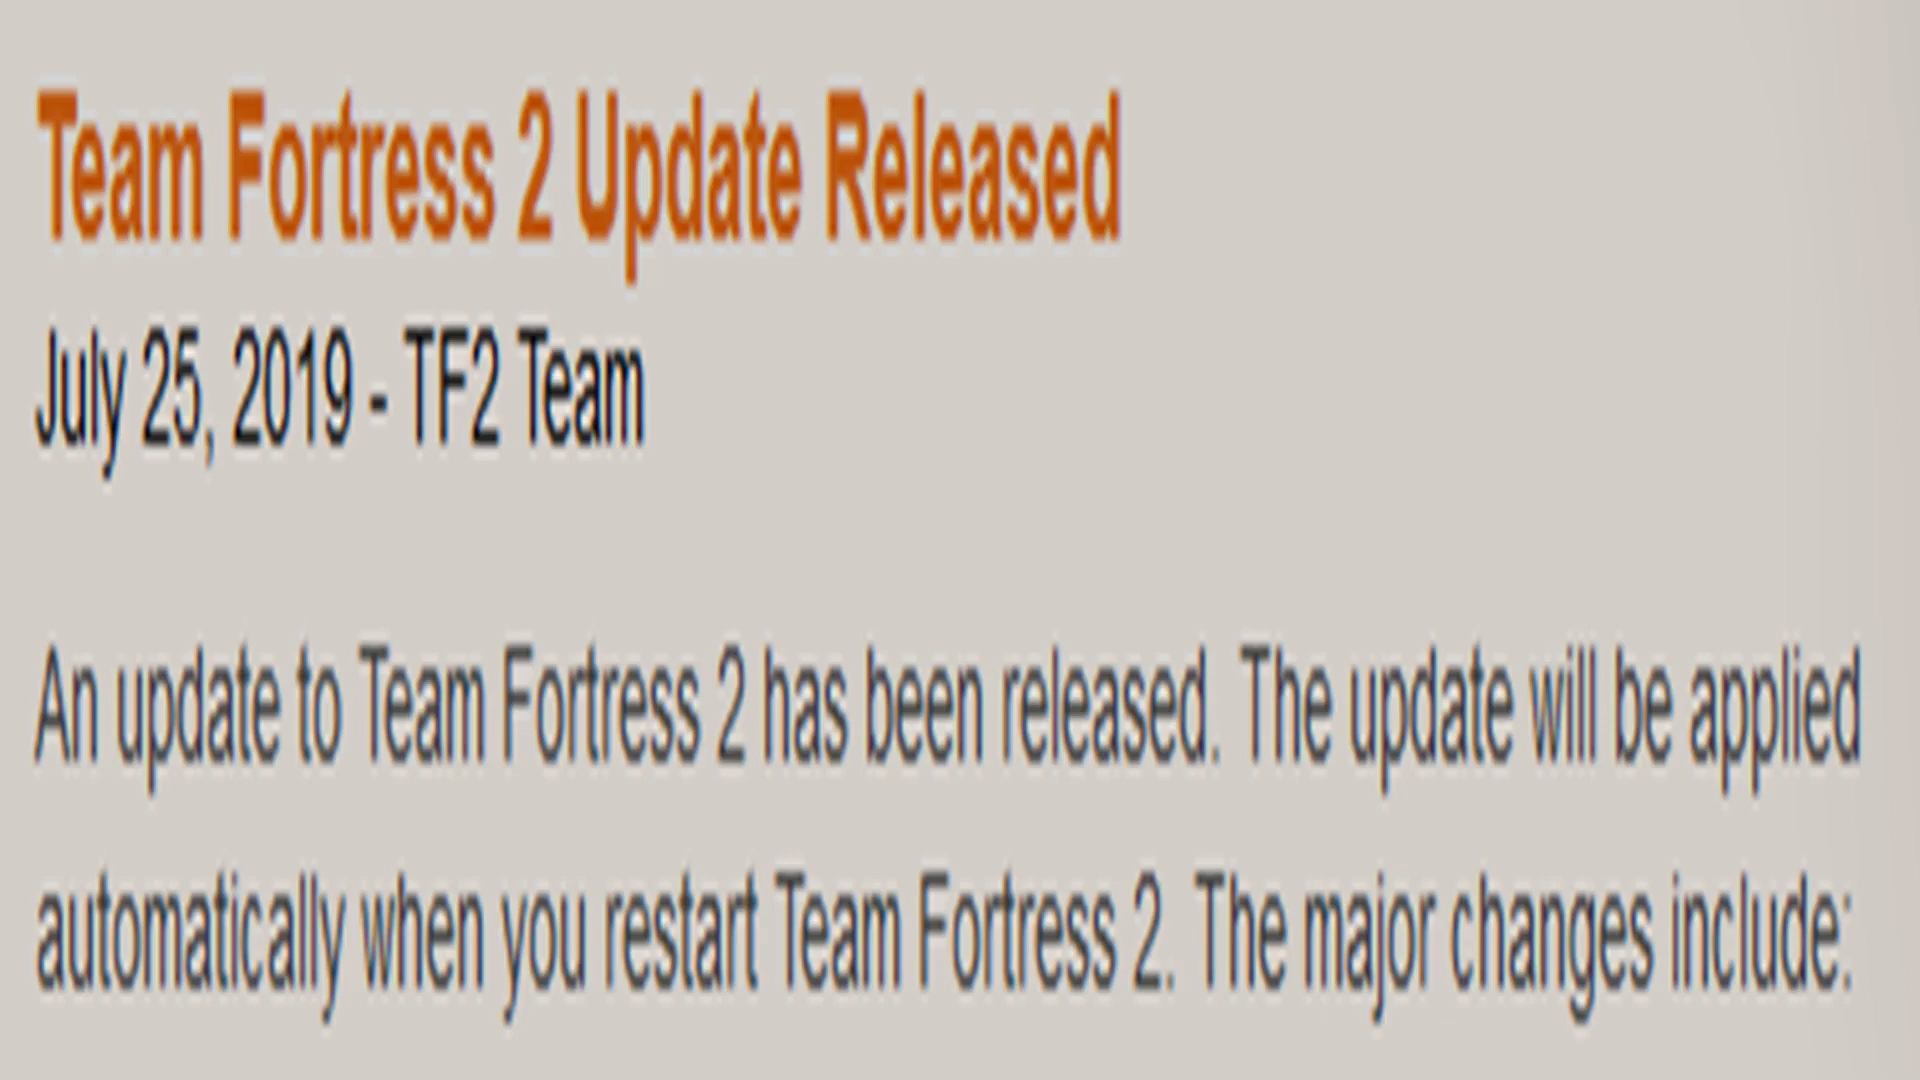 Team Fortress 2 Update Released
July 25, 2019 - TF2 Team
An update to Team Fortress 2 has been released. The update will be applied
automatically when you restart Team Fortress 2. The major changes include: